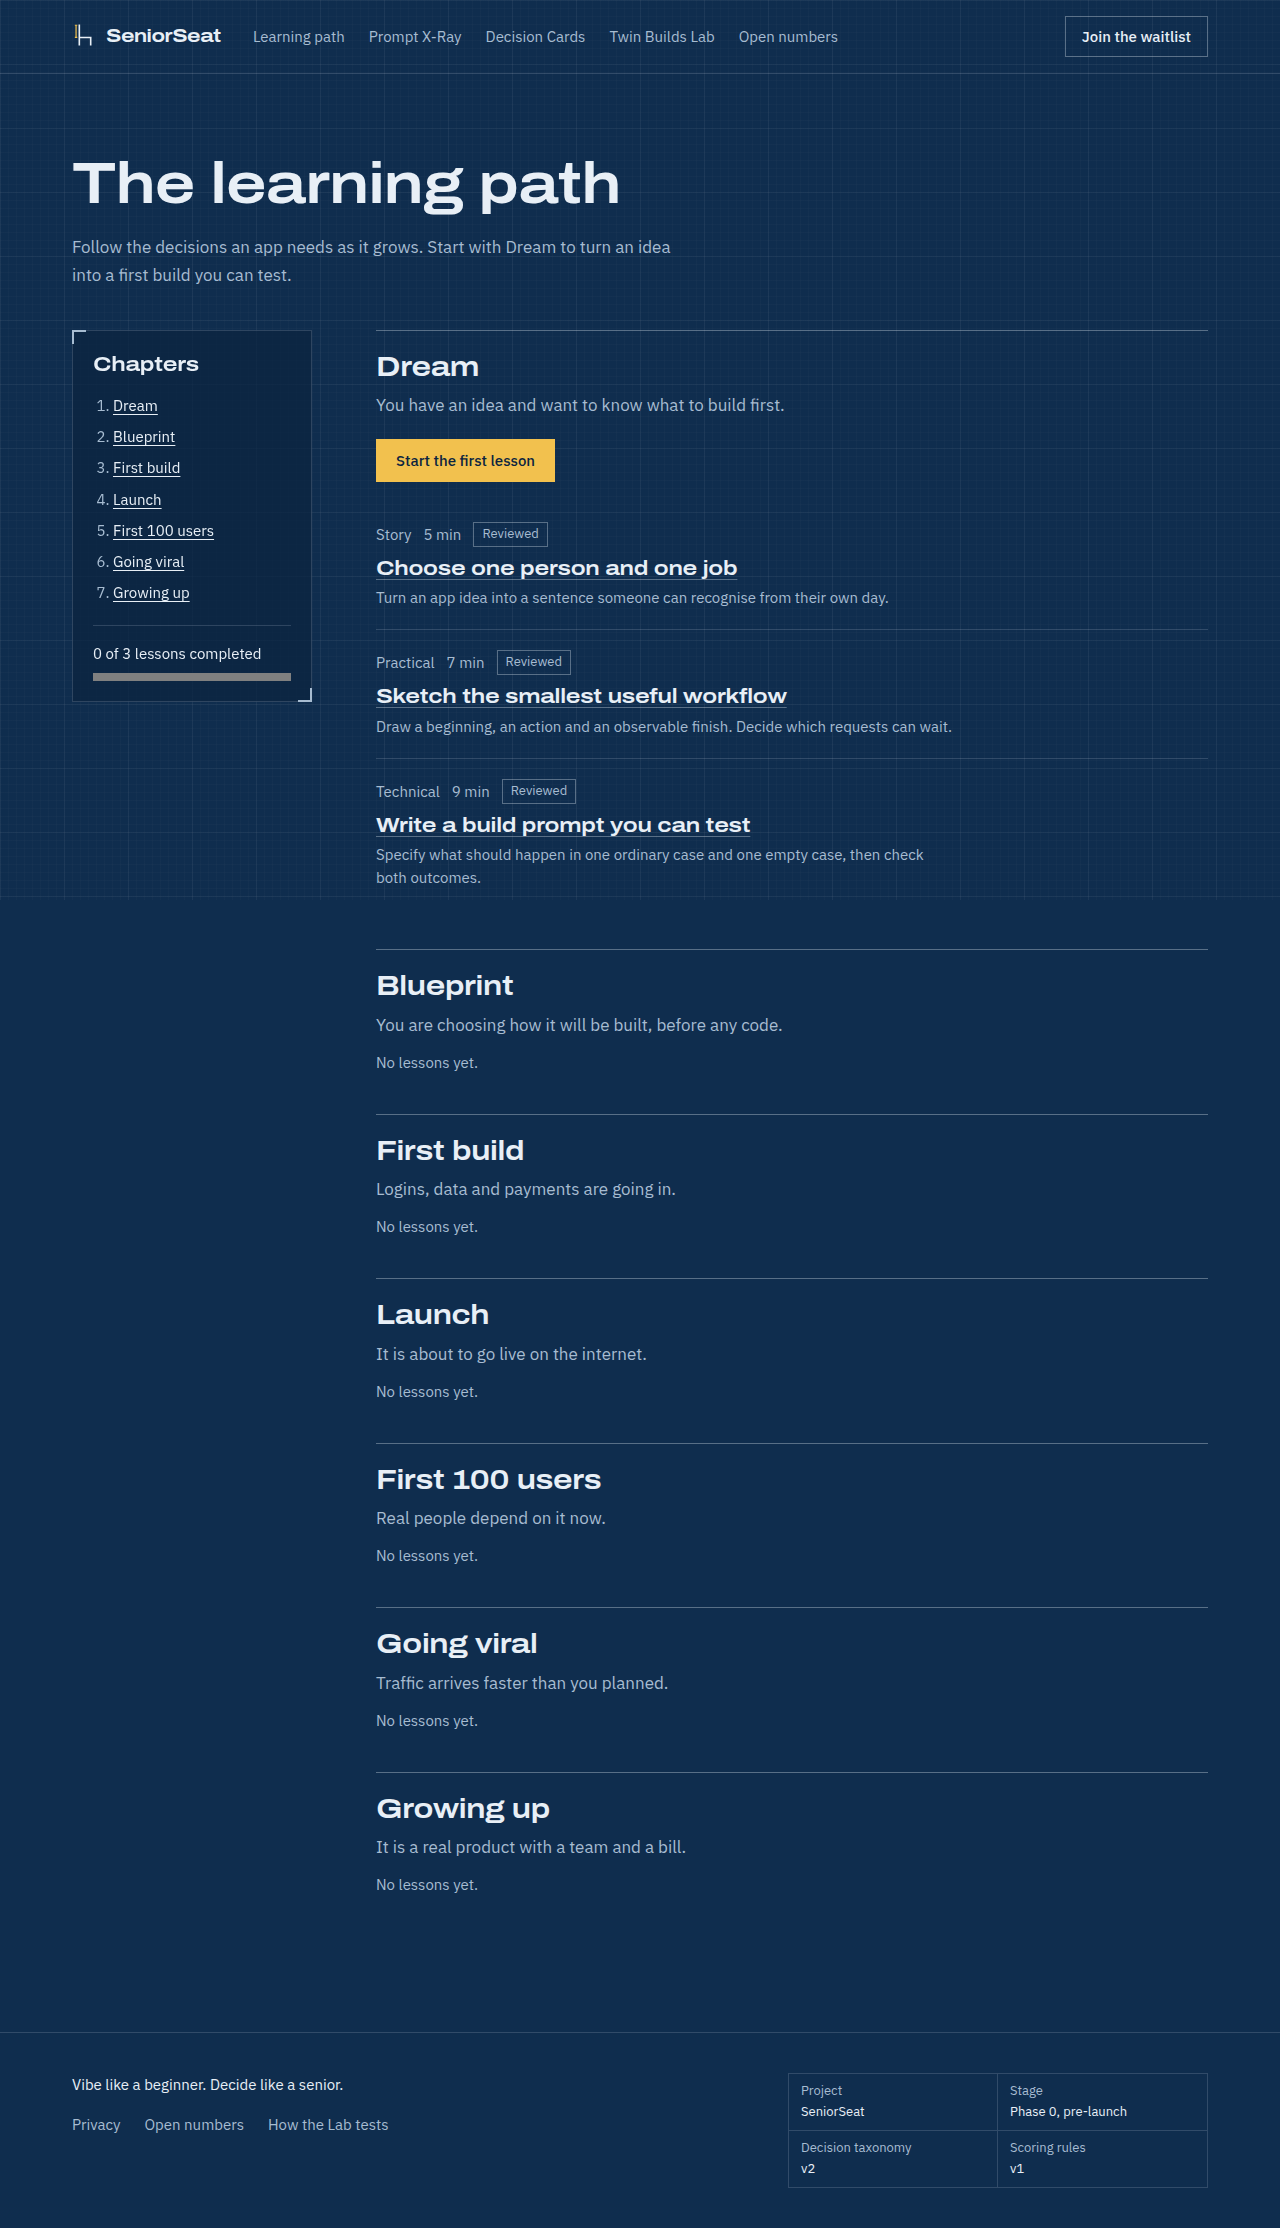 SeniorSeat
Learning path
Prompt X-Ray
Decision Cards
Twin Builds Lab
Open numbers
Join the waitlist
The learning path
Follow the decisions an app needs as it grows. Start with Dream to turn an idea
into a first build you can test.
Chapters
1. Dream
2. Blueprint
3. First build
4. Launch
5. First 100 users
6. Going viral
7. Growing up
0 of 3 lessons completed
Dream
You have an idea and want to know what to build first.
Start the first lesson
Story 5 min Reviewed
Choose one person and one job
Turn an app idea into a sentence someone can recognise from their own day.
Practical 7 min Reviewed
Sketch the smallest useful workflow
Draw a beginning, an action and an observable finish. Decide which requests can wait.
Technical 9 min Reviewed
Write a build prompt you can test
Specify what should happen in one ordinary case and one empty case, then check
both outcomes.
Blueprint
You are choosing how it will be built, before any code.
No lessons yet.
First build
Logins, data and payments are going in.
No lessons yet.
Launch
It is about to go live on the internet.
No lessons yet.
First 100 users
Real people depend on it now.
No lessons yet.
Going viral
Traffic arrives faster than you planned.
No lessons yet.
Growing up
It is a real product with a team and a bill.
No lessons yet.
Vibe like a beginner. Decide like a senior.
Privacy
Open numbers
How the Lab tests
Project
SeniorSeat
Stage
Phase 0, pre-launch
Decision taxonomy
v2
Scoring rules
v1